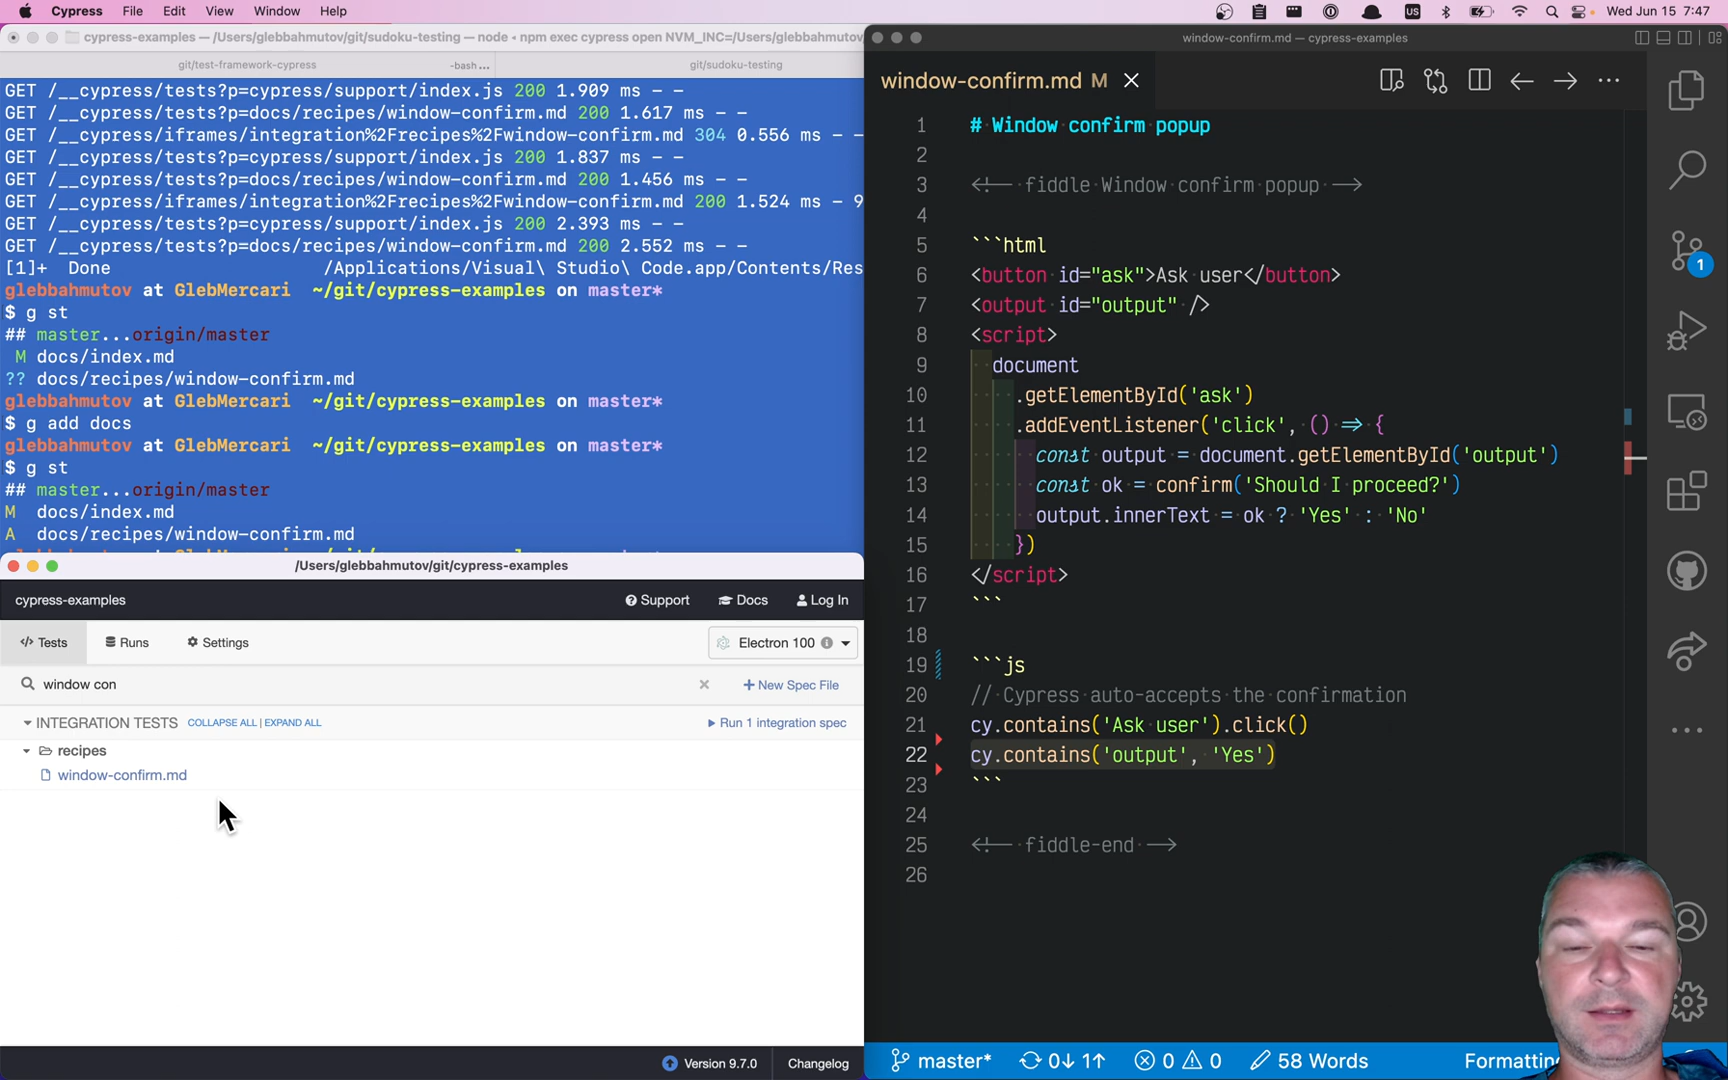 Cypress File Edit View Window Help
US
Wed Jun 15 7:47
cypress-examples — /Users/glebbahmutov/git/sudoku-testing — node ◂ npm exec cypress open NVM_INC=/Users/glebbahmutov/
git/test-framework-cypress
-bash ...
git/sudoku-testing
GET /__cypress/tests?p=cypress/support/index.js 200 1.909 ms - -
GET /__cypress/tests?p=docs/recipes/window-confirm.md 200 1.617 ms - -
GET /__cypress/iframes/integration%2Frecipes%2Fwindow-confirm.md 304 0.556 ms - -
GET /__cypress/tests?p=cypress/support/index.js 200 1.837 ms - -
GET /__cypress/tests?p=docs/recipes/window-confirm.md 200 1.456 ms - -
GET /__cypress/iframes/integration%2Frecipes%2Fwindow-confirm.md 200 1.524 ms - 9
GET /__cypress/tests?p=cypress/support/index.js 200 2.393 ms - -
GET /__cypress/tests?p=docs/recipes/window-confirm.md 200 2.552 ms - -
[1]+ Done /Applications/Visual\ Studio\ Code.app/Contents/Res
glebbahmutov at GlebMercari ~/git/cypress-examples on master*
$ g st
## master...origin/master
M docs/index.md
?? docs/recipes/window-confirm.md
glebbahmutov at GlebMercari ~/git/cypress-examples on master*
$ g add docs
glebbahmutov at GlebMercari ~/git/cypress-examples on master*
$ g st
## master...origin/master
M docs/index.md
A docs/recipes/window-confirm.md
/Users/glebbahmutov/git/cypress-examples
cypress-examples
Support
Docs
Log In
</> Tests
Runs
Settings
Electron 100
window con
+ New Spec File
INTEGRATION TESTS COLLAPSE ALL | EXPAND ALL
Run 1 integration spec
recipes
window-confirm.md
Version 9.7.0
Changelog
window-confirm.md — cypress-examples
window-confirm.md M
1 # Window confirm popup
2
3 <!-- fiddle Window confirm popup -->
4
5 ```html
6 <button id="ask">Ask user</button>
7 <output id="output" />
8 <script>
9 document
10 .getElementById('ask')
11 .addEventListener('click', () => {
12 const output = document.getElementById('output')
13 const ok = confirm('Should I proceed?')
14 output.innerText = ok ? 'Yes' : 'No'
15 })
16 </script>
17 ```
18
19 ```js
20 // Cypress auto-accepts the confirmation
21 cy.contains('Ask user').click()
22 cy.contains('output', 'Yes')
23 ```
24
25 <!-- fiddle-end -->
26
1
master* 0↓ 1↑ 0 0 58 Words